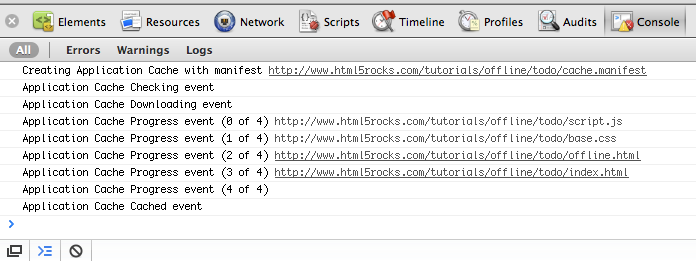 Elements Resources Network Scripts Timeline Profiles Audits Console
All Errors Warnings Logs
Creating Application Cache with manifest http://www.html5rocks.com/tutorials/offline/todo/cache.manifest
Application Cache Checking event
Application Cache Downloading event
Application Cache Progress event (0 of 4) http://www.html5rocks.com/tutorials/offline/todo/script.js
Application Cache Progress event (1 of 4) http://www.html5rocks.com/tutorials/offline/todo/base.css
Application Cache Progress event (2 of 4) http://www.html5rocks.com/tutorials/offline/todo/offline.html
Application Cache Progress event (3 of 4) http://www.html5rocks.com/tutorials/offline/todo/index.html
Application Cache Progress event (4 of 4)
Application Cache Cached event